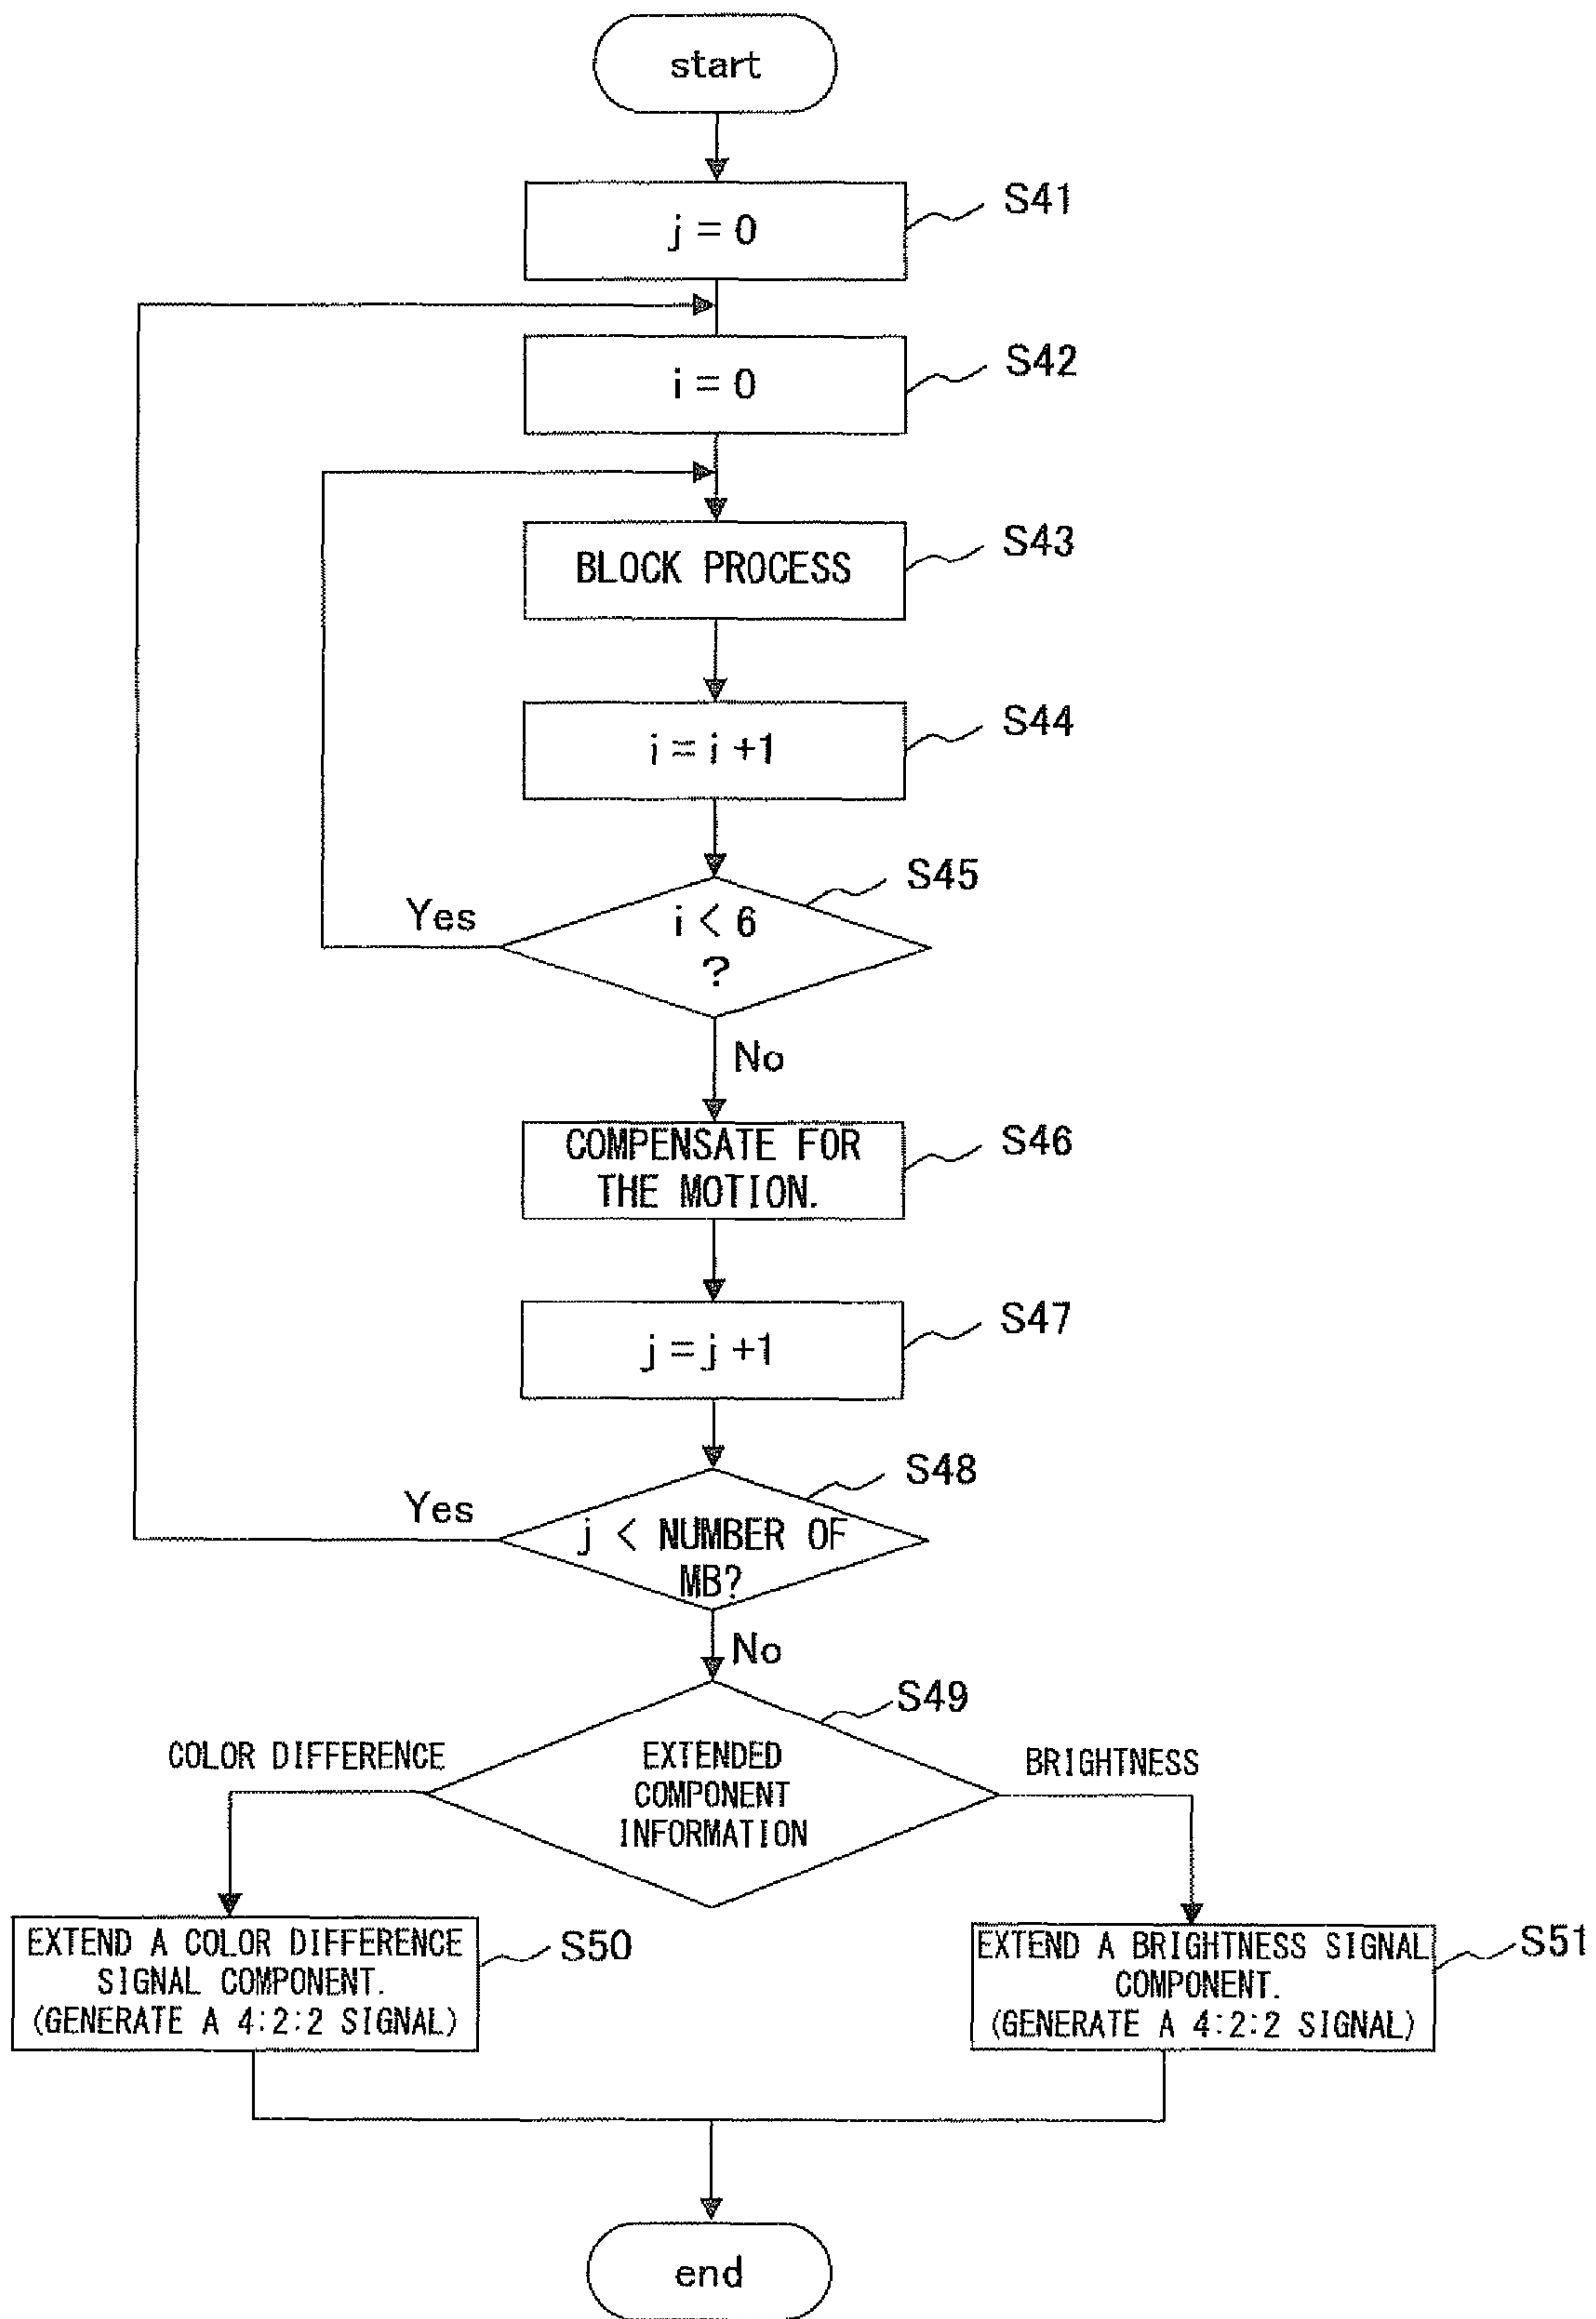 start
j = 0
S41
i = 0
S42
BLOCK PROCESS
S43
i = i +1
S44
S45
Yes
i < 6
?
No
COMPENSATE FOR
THE MOTION.
S46
j = j +1
S47
S48
Yes
j < NUMBER OF
MB?
No
S49
COLOR DIFFERENCE
EXTENDED
COMPONENT
INFORMATION
BRIGHTNESS
EXTEND A COLOR DIFFERENCE
SIGNAL COMPONENT.
(GENERATE A 4:2:2 SIGNAL)
S50
EXTEND A BRIGHTNESS SIGNAL
COMPONENT.
(GENERATE A 4:2:2 SIGNAL)
S51
end